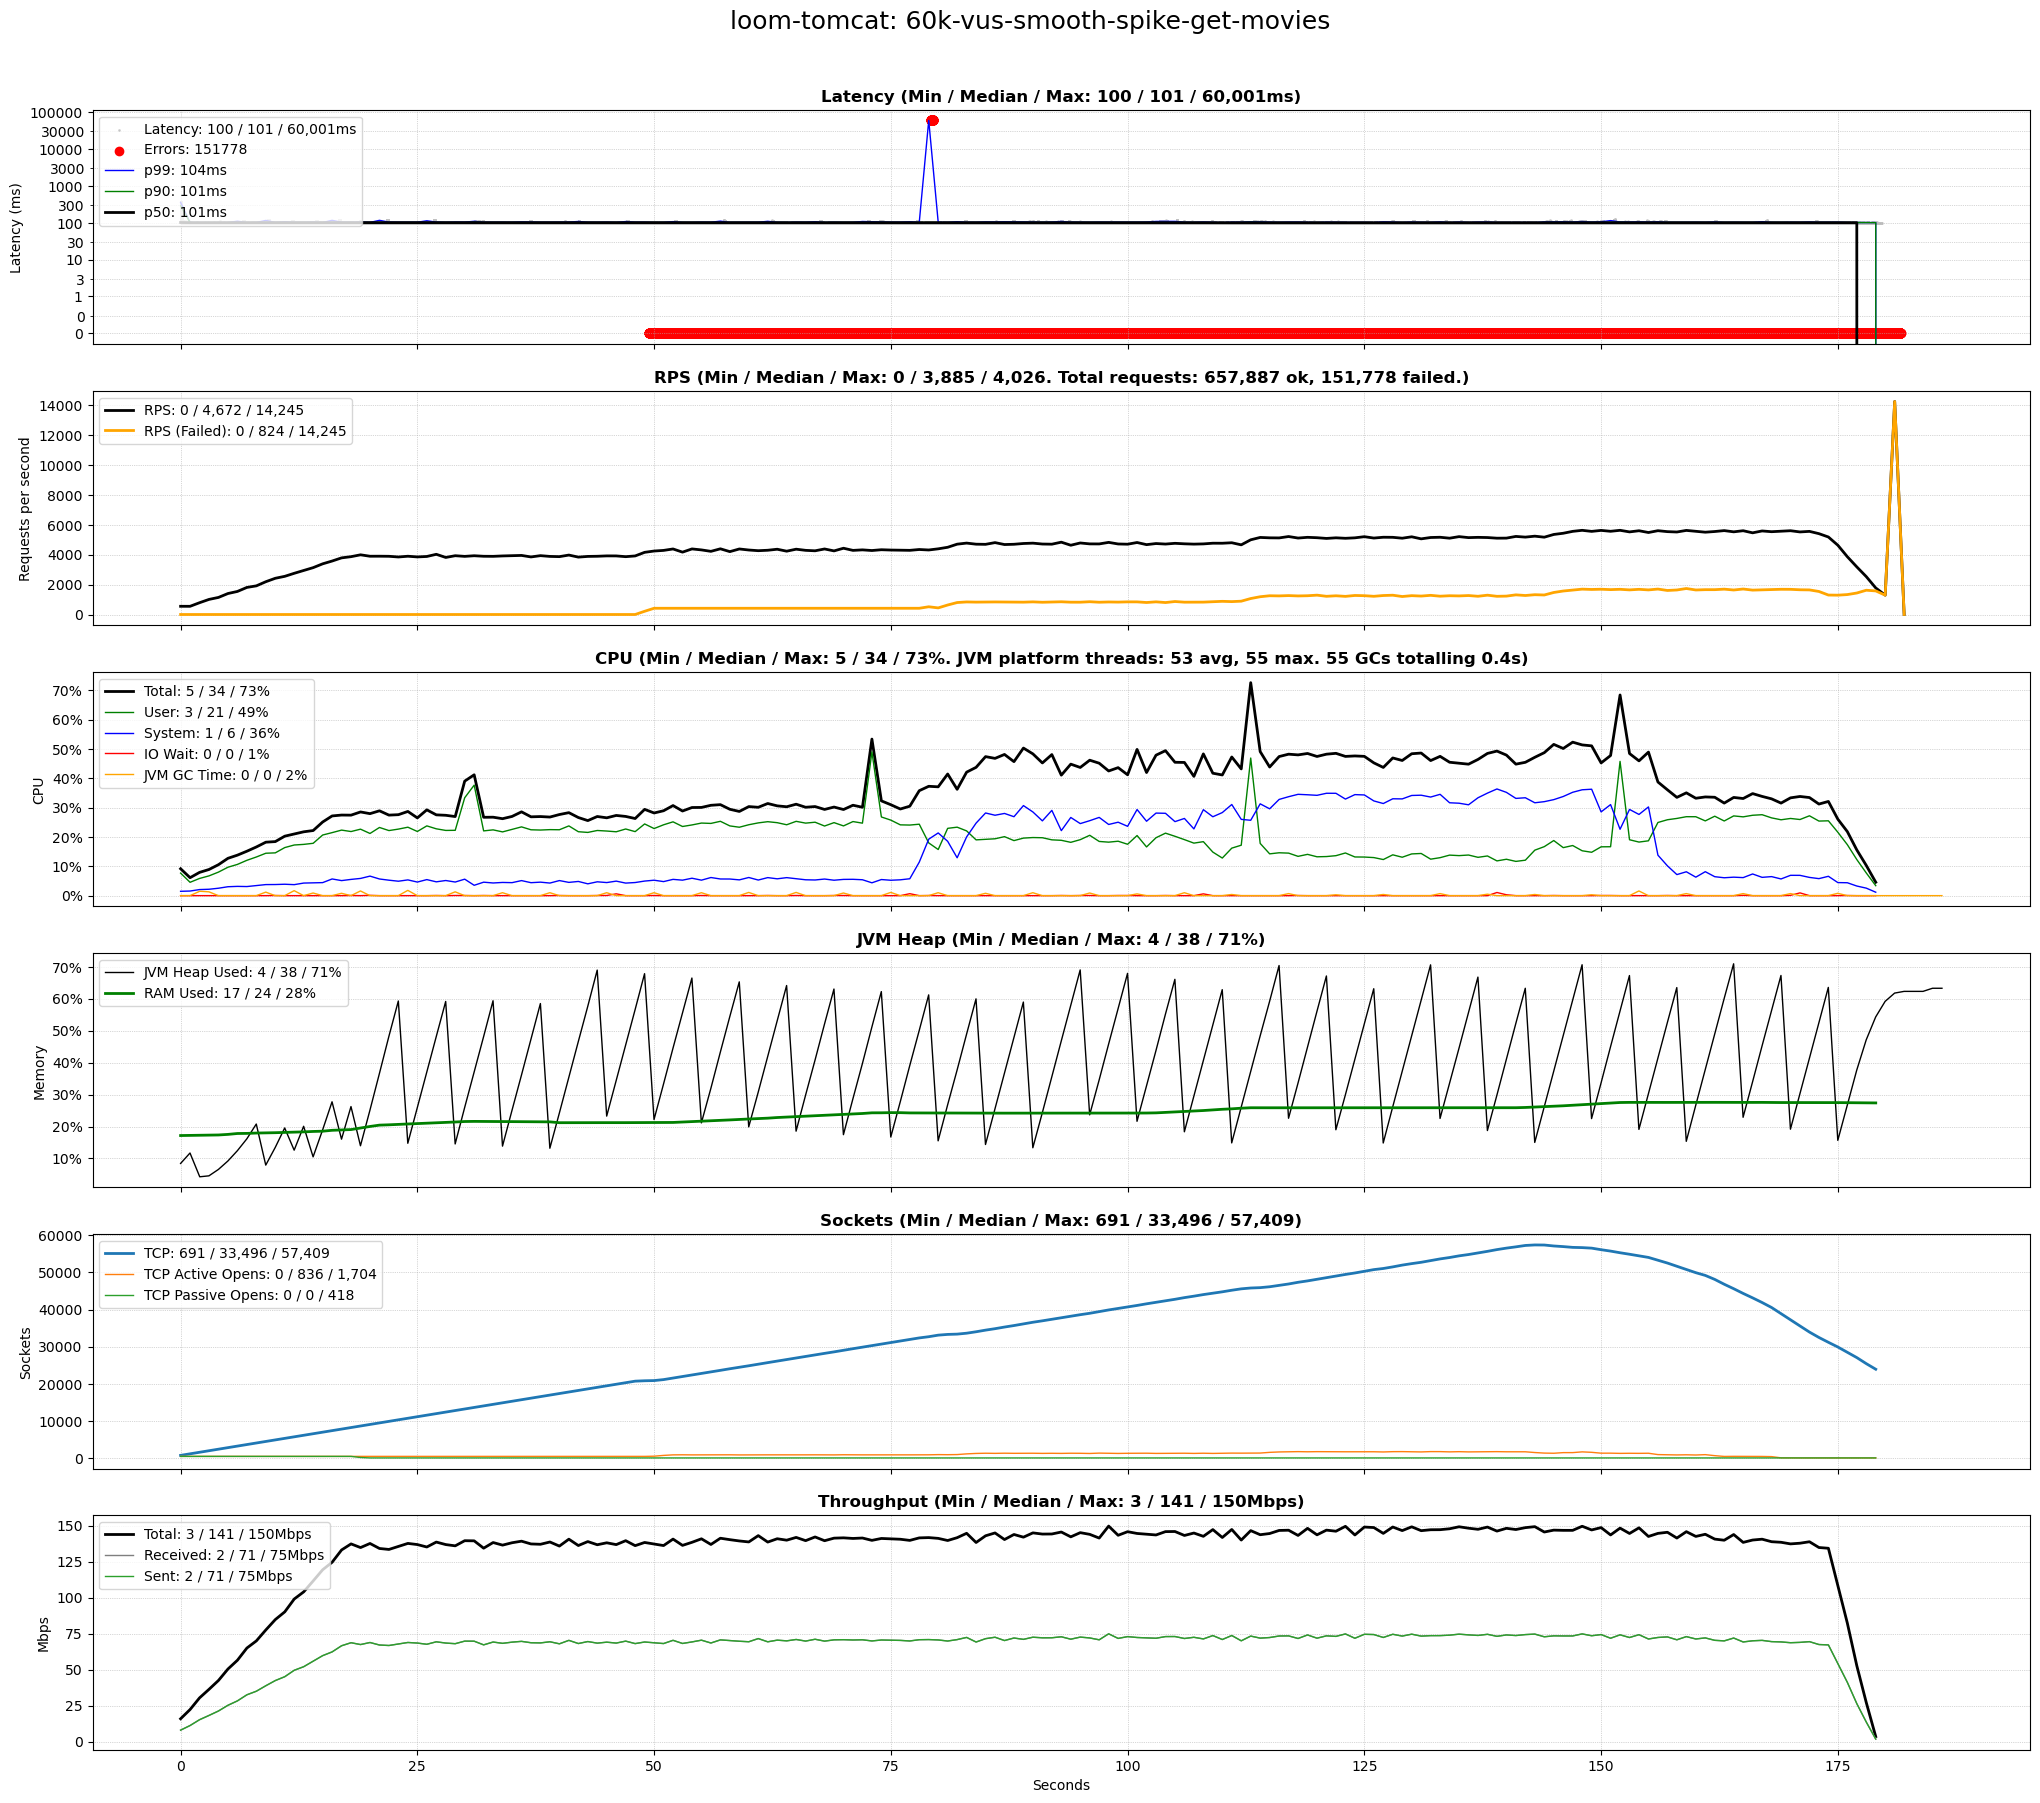 loom-tomcat: 60k-vus-smooth-spike-get-movies
Latency (Min / Median / Max: 100 / 101 / 60,001ms)
Latency (ms)
100000
30000
10000
3000
1000
300
100
30
10
3
1
0
0
Latency: 100 / 101 / 60,001ms
Errors: 151778
p99: 104ms
p90: 101ms
p50: 101ms
RPS (Min / Median / Max: 0 / 3,885 / 4,026. Total requests: 657,887 ok, 151,778 failed.)
Requests per second
14000
12000
10000
8000
6000
4000
2000
0
RPS: 0 / 4,672 / 14,245
RPS (Failed): 0 / 824 / 14,245
CPU (Min / Median / Max: 5 / 34 / 73%. JVM platform threads: 53 avg, 55 max. 55 GCs totalling 0.4s)
CPU
70%
60%
50%
40%
30%
20%
10%
0%
Total: 5 / 34 / 73%
User: 3 / 21 / 49%
System: 1 / 6 / 36%
IO Wait: 0 / 0 / 1%
JVM GC Time: 0 / 0 / 2%
JVM Heap (Min / Median / Max: 4 / 38 / 71%)
Memory
70%
60%
50%
40%
30%
20%
10%
JVM Heap Used: 4 / 38 / 71%
RAM Used: 17 / 24 / 28%
Sockets (Min / Median / Max: 691 / 33,496 / 57,409)
Sockets
60000
50000
40000
30000
20000
10000
0
TCP: 691 / 33,496 / 57,409
TCP Active Opens: 0 / 836 / 1,704
TCP Passive Opens: 0 / 0 / 418
Throughput (Min / Median / Max: 3 / 141 / 150Mbps)
Mbps
150
125
100
75
50
25
0
Total: 3 / 141 / 150Mbps
Received: 2 / 71 / 75Mbps
Sent: 2 / 71 / 75Mbps
0 25 50 75 100 125 150 175
Seconds